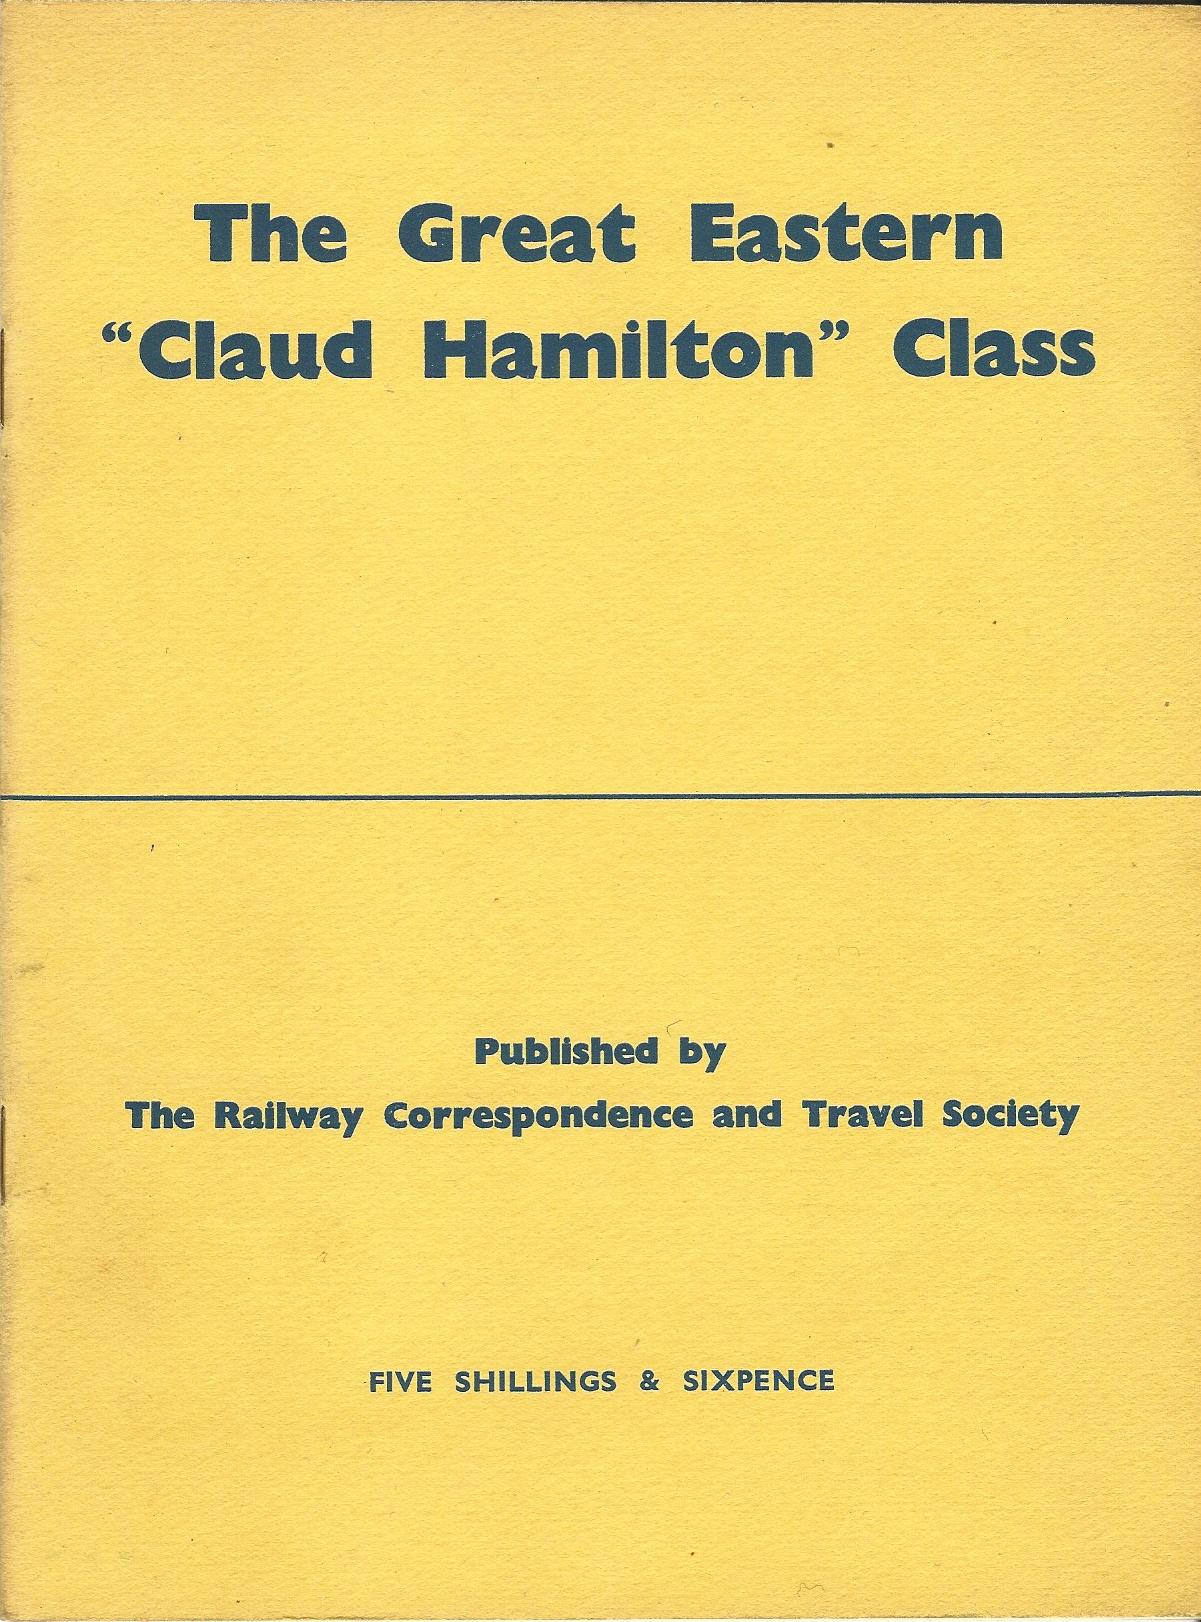 The Great Eastern
“Claud Hamilton” Class
Published by
The Railway Correspondence and Travel Society
FIVE SHILLINGS & SIXPENCE